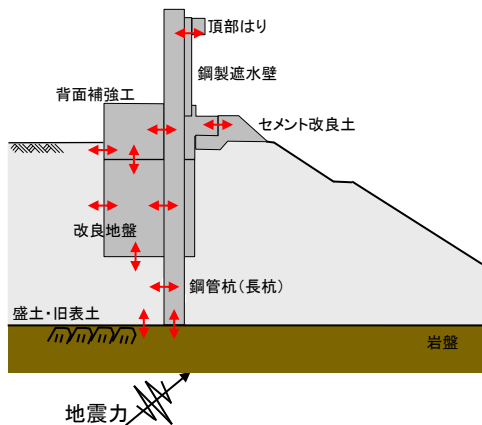 頂部はり
鋼製遮水壁
背面補強工
セメント改良土
改良地盤
鋼管杭(長杭)
盛土・旧表土
岩盤
地震力